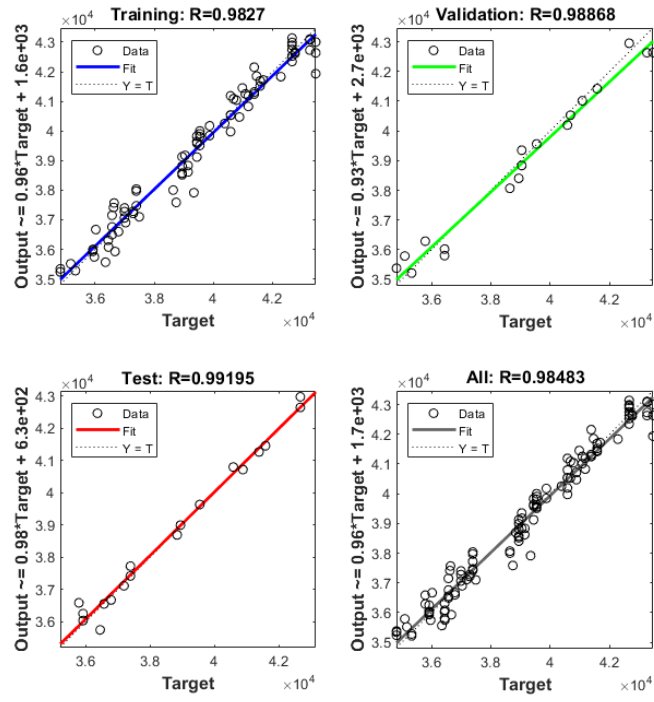 Training: R=0.9827
×10⁴
Output ~= 0.96*Target + 1.6e+03
4.3
4.2
4.1
4
3.9
3.8
3.7
3.6
3.5
Data
Fit
Y = T
3.6 3.8 4 4.2
×10⁴
Target
Validation: R=0.98868
×10⁴
Output ~= 0.93*Target + 2.7e+03
4.3
4.2
4.1
4
3.9
3.8
3.7
3.6
3.5
Data
Fit
Y = T
3.6 3.8 4 4.2
×10⁴
Target
Test: R=0.99195
×10⁴
Output ~= 0.98*Target + 6.3e+02
4.3
4.2
4.1
4
3.9
3.8
3.7
3.6
Data
Fit
Y = T
3.6 3.8 4 4.2
×10⁴
Target
All: R=0.98483
×10⁴
Output ~= 0.96*Target + 1.7e+03
4.3
4.2
4.1
4
3.9
3.8
3.7
3.6
3.5
Data
Fit
Y = T
3.6 3.8 4 4.2
×10⁴
Target